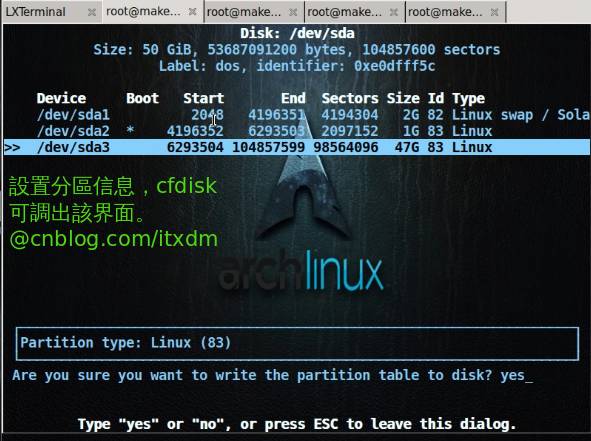 LXTerminal
root@make...
root@make...
root@make...
root@make...
Disk: /dev/sda
Size: 50 GiB, 53687091200 bytes, 104857600 sectors
Label: dos, identifier: 0xe0dfff5c
Device Boot Start End Sectors Size Id Type
/dev/sda1 2048 4196351 4194304 2G 82 Linux swap / Sola
/dev/sda2 * 4196352 6293503 2097152 1G 83 Linux
>> /dev/sda3 6293504 104857599 98564096 47G 83 Linux
設置分區信息，cfdisk
可調出該界面。
@cnblog.com/itxdm
archlinux
Partition type: Linux (83)
Are you sure you want to write the partition table to disk? yes_
Type "yes" or "no", or press ESC to leave this dialog.